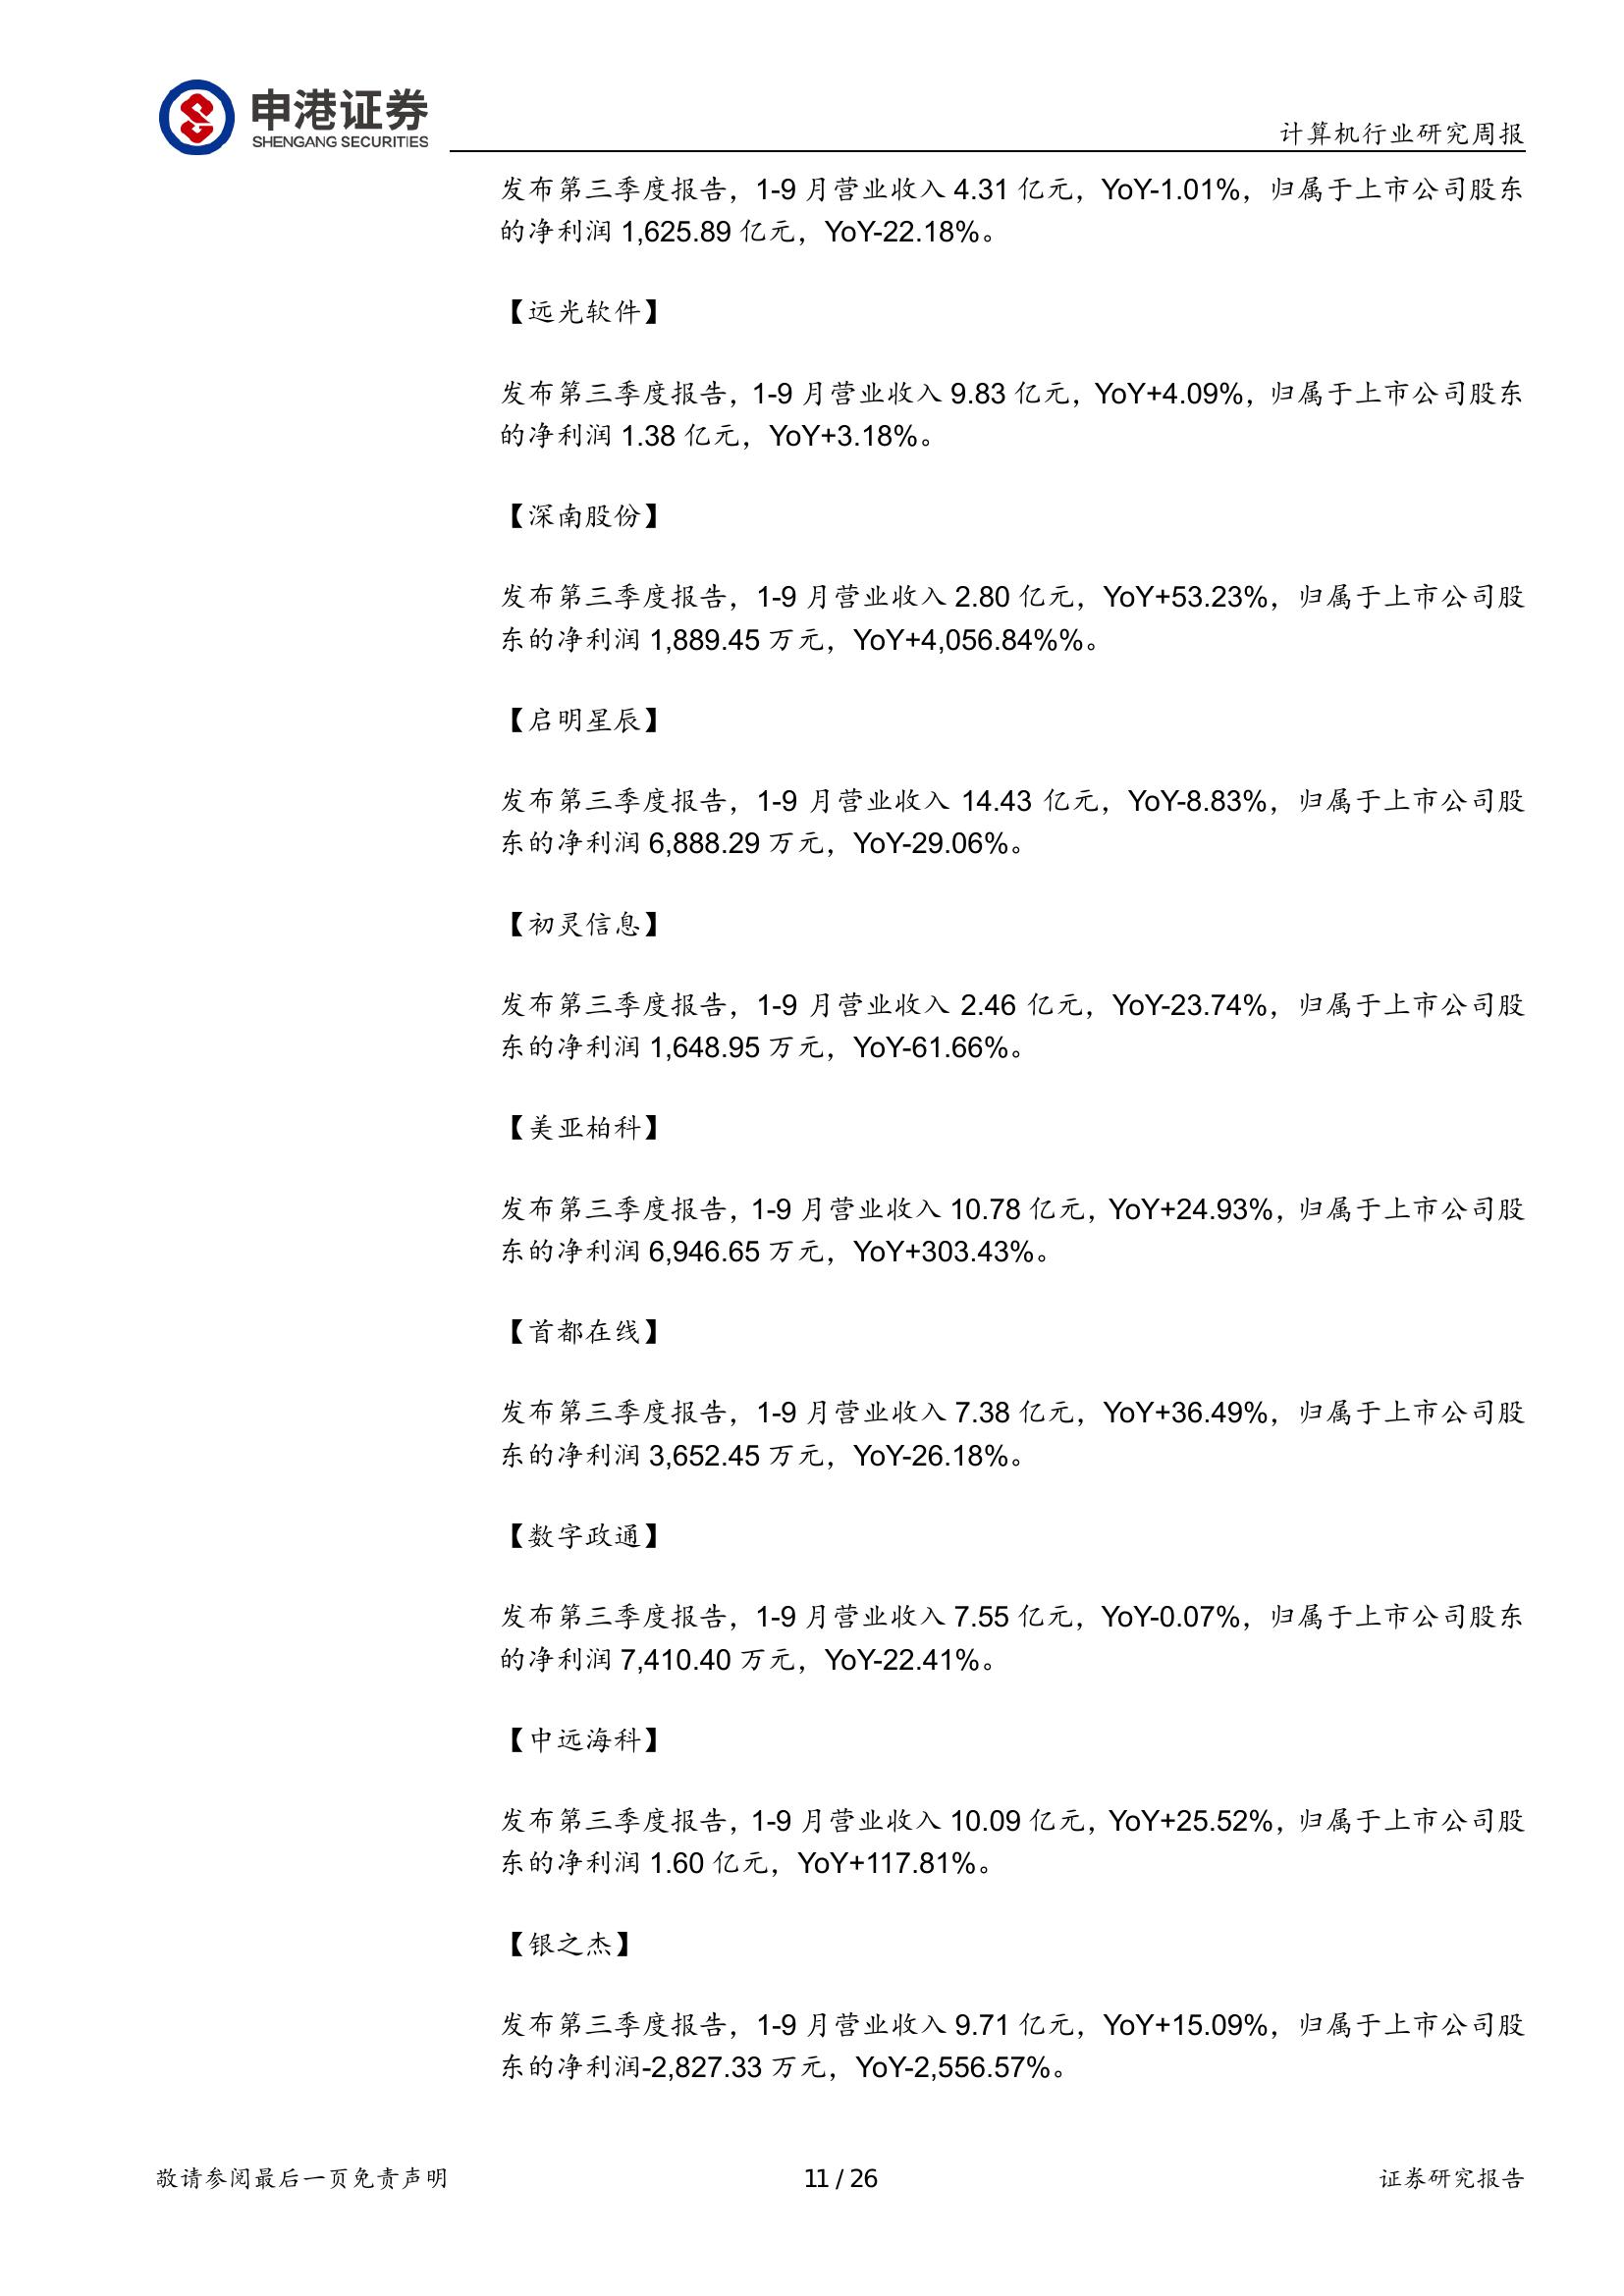 申港证券
SHENGANG SECURITIES
计算机行业研究周报
发布第三季度报告，1-9 月营业收入 4.31 亿元，YoY-1.01%，归属于上市公司股东
的净利润 1,625.89 亿元，YoY-22.18%。
【远光软件】
发布第三季度报告，1-9 月营业收入 9.83 亿元，YoY+4.09%，归属于上市公司股东
的净利润 1.38 亿元，YoY+3.18%。
【深南股份】
发布第三季度报告，1-9 月营业收入 2.80 亿元，YoY+53.23%，归属于上市公司股
东的净利润 1,889.45 万元，YoY+4,056.84%%。
【启明星辰】
发布第三季度报告，1-9 月营业收入 14.43 亿元，YoY-8.83%，归属于上市公司股
东的净利润 6,888.29 万元，YoY-29.06%。
【初灵信息】
发布第三季度报告，1-9 月营业收入 2.46 亿元，YoY-23.74%，归属于上市公司股
东的净利润 1,648.95 万元，YoY-61.66%。
【美亚柏科】
发布第三季度报告，1-9 月营业收入 10.78 亿元，YoY+24.93%，归属于上市公司股
东的净利润 6,946.65 万元，YoY+303.43%。
【首都在线】
发布第三季度报告，1-9 月营业收入 7.38 亿元，YoY+36.49%，归属于上市公司股
东的净利润 3,652.45 万元，YoY-26.18%。
【数字政通】
发布第三季度报告，1-9 月营业收入 7.55 亿元，YoY-0.07%，归属于上市公司股东
的净利润 7,410.40 万元，YoY-22.41%。
【中远海科】
发布第三季度报告，1-9 月营业收入 10.09 亿元，YoY+25.52%，归属于上市公司股
东的净利润 1.60 亿元，YoY+117.81%。
【银之杰】
发布第三季度报告，1-9 月营业收入 9.71 亿元，YoY+15.09%，归属于上市公司股
东的净利润-2,827.33 万元，YoY-2,556.57%。
敬请参阅最后一页免责声明
11 / 26
证券研究报告